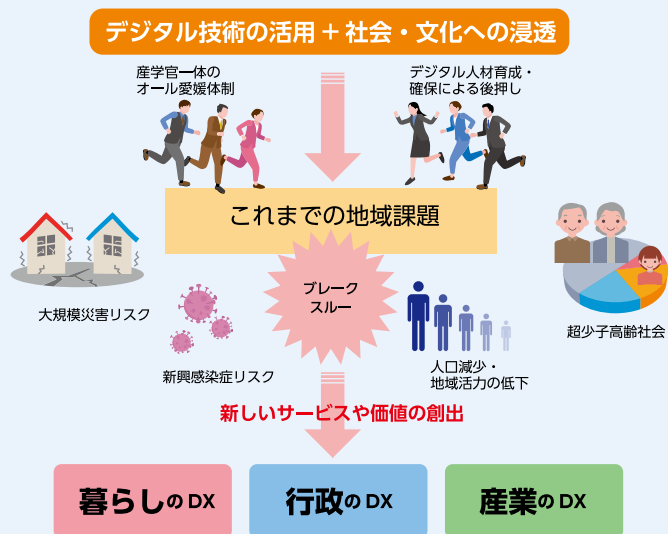 デジタル技術の活用 + 社会・文化への浸透
産学官一体の
オール愛媛体制
デジタル人材育成・
確保による後押し
これまでの地域課題
ブレーク
スルー
大規模災害リスク
新興感染症リスク
人口減少・
地域活力の低下
超少子高齢社会
新しいサービスや価値の創出
暮らしのDX
行政のDX
産業のDX